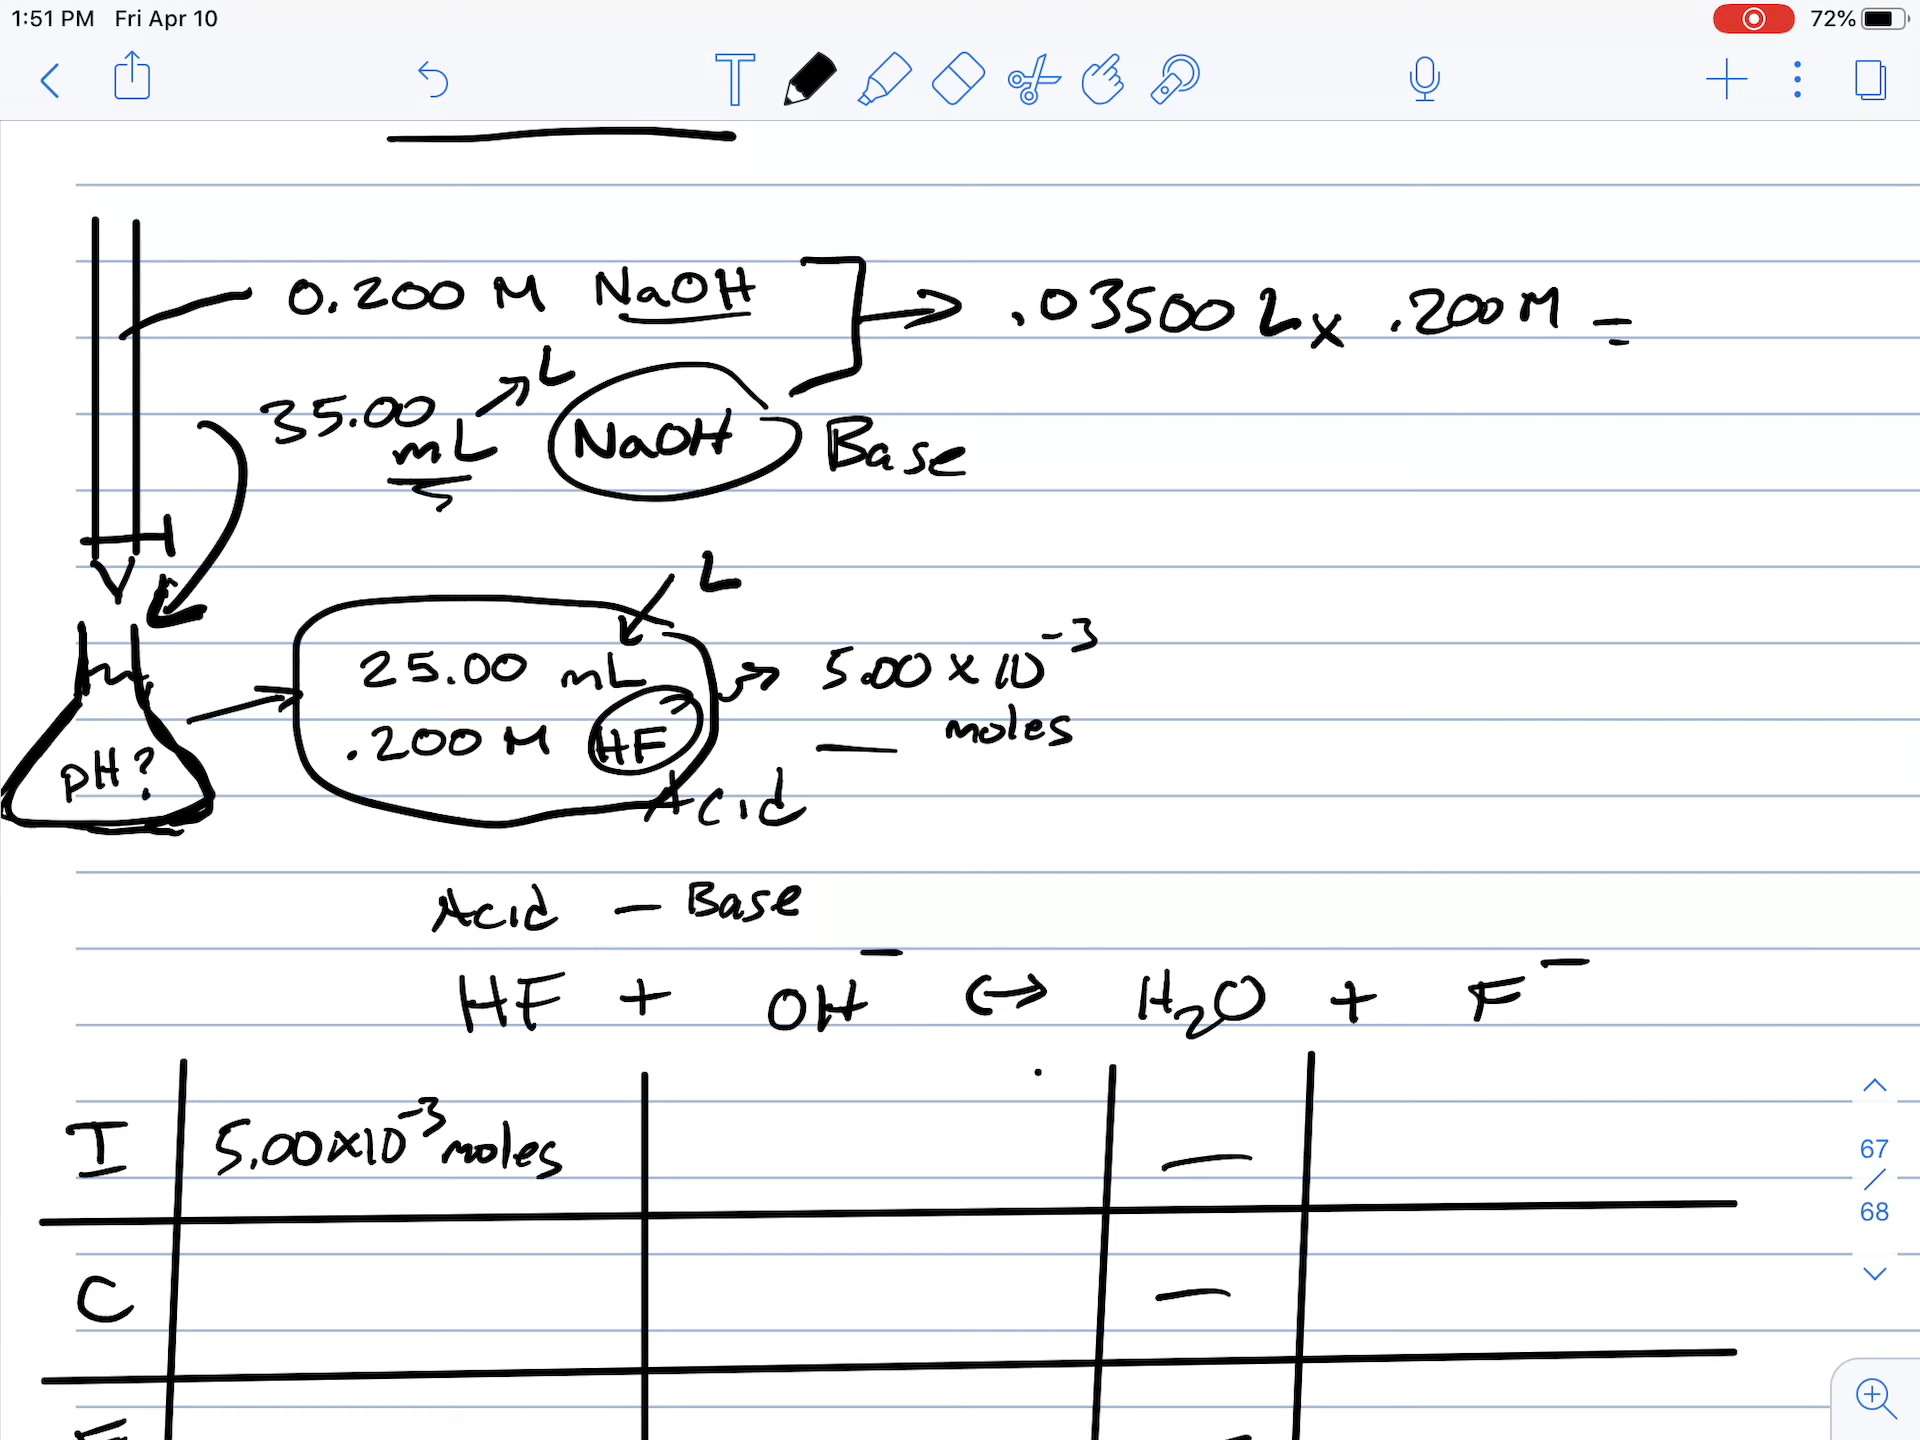 1:51 PM Fri Apr 10
72%
0.200 M NaOH
.03500 L x .200 M =
L
35.00 mL NaOH Base
L
25.00 mL
5.00 x 10⁻³ moles
.200 M HF
Acid
pH?
Acid — Base
HF + OH⁻ ↔ H₂O + F⁻
I 5.00x10⁻³ moles —
C —
67
/
68